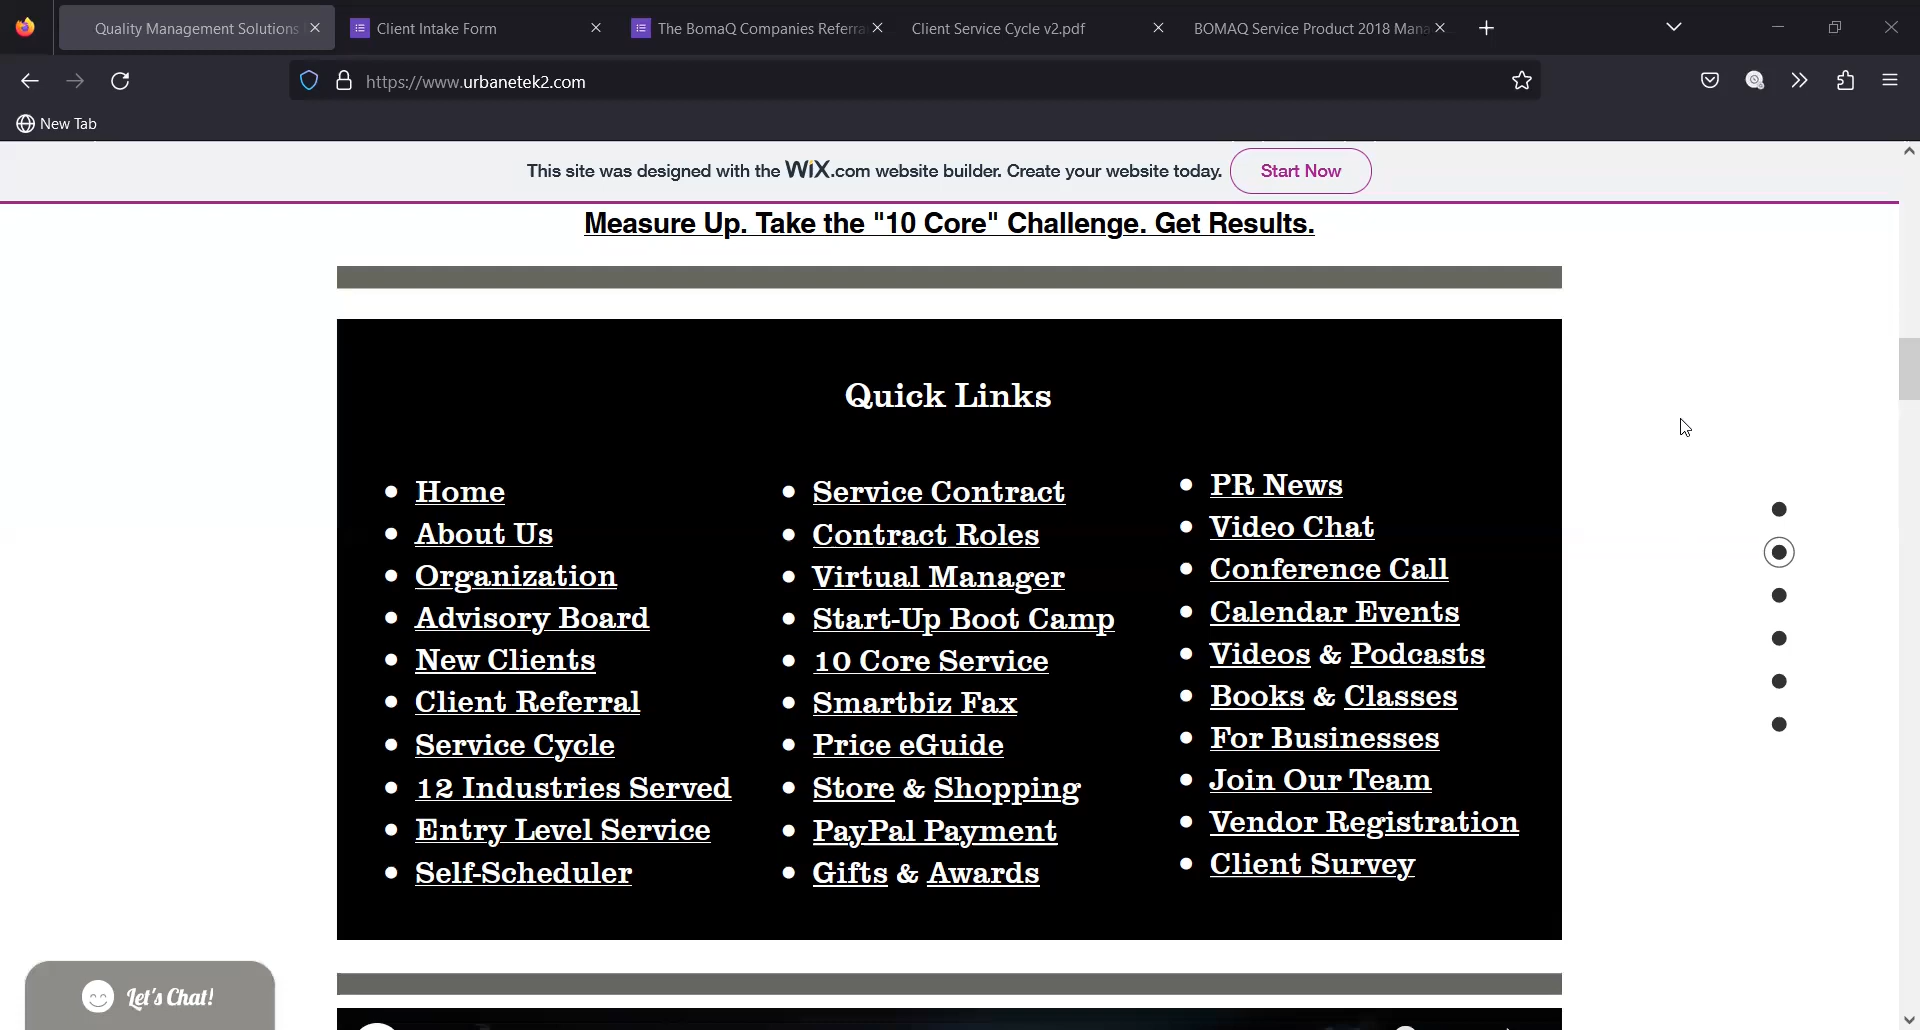 Quality Management Solutions
Client Intake Form
The BomaQ Companies Referra
Client Service Cycle v2.pdf
BOMAQ Service Product 2018 Mana
https://www.urbanetek2.com
New Tab
This site was designed with the WiX.com website builder. Create your website today.
Start Now
Measure Up. Take the "10 Core" Challenge. Get Results.
Quick Links
Home
About Us
Organization
Advisory Board
New Clients
Client Referral
Service Cycle
12 Industries Served
Entry Level Service
Self-Scheduler
Service Contract
Contract Roles
Virtual Manager
Start-Up Boot Camp
10 Core Service
Smartbiz Fax
Price eGuide
Store & Shopping
PayPal Payment
Gifts & Awards
PR News
Video Chat
Conference Call
Calendar Events
Videos & Podcasts
Books & Classes
For Businesses
Join Our Team
Vendor Registration
Client Survey
Let's Chat!